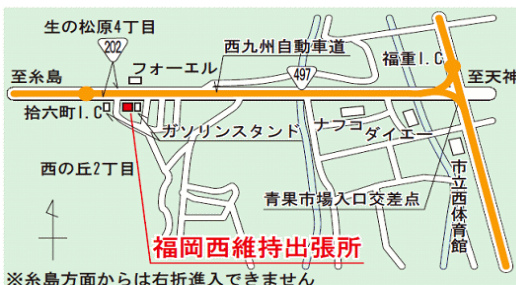 生の松原4丁目
202
フォーエル
西九州自動車道
497
福重I.C
至糸島
至天神
拾六町I.C
ガソリンスタンド
ナフコ
ダイエー
西の丘2丁目
青果市場入口交差点
市立西体育館
福岡西維持出張所
※糸島方面からは右折進入できません